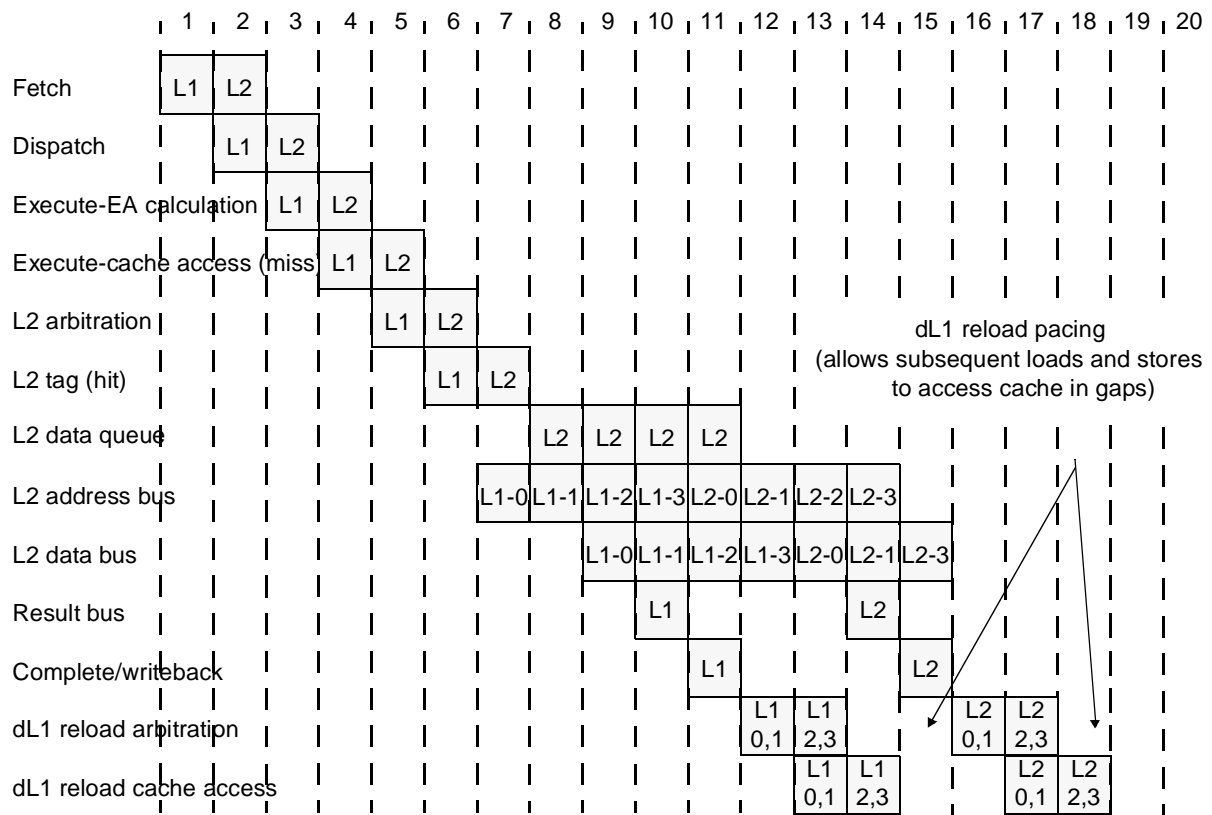 1 2 3 4 5 6 7 8 9 10 11 12 13 14 15 16 17 18 19 20
Fetch L1 L2
Dispatch L1 L2
Execute-EA calculation L1 L2
Execute-cache access (miss) L1 L2
L2 arbitration L1 L2
dL1 reload pacing
(allows subsequent loads and stores
to access cache in gaps)
L2 tag (hit) L1 L2
L2 data queue L2 L2 L2 L2
L2 address bus L1-0 L1-1 L1-2 L1-3 L2-0 L2-1 L2-2 L2-3
L2 data bus L1-0 L1-1 L1-2 L1-3 L2-0 L2-1 L2-3
Result bus L1 L2
Complete/writeback L1 L2
dL1 reload arbitration
L1 L1 L2 L2
0,1 2,3 0,1 2,3
dL1 reload cache access
L1 L1 L2 L2
0,1 2,3 0,1 2,3